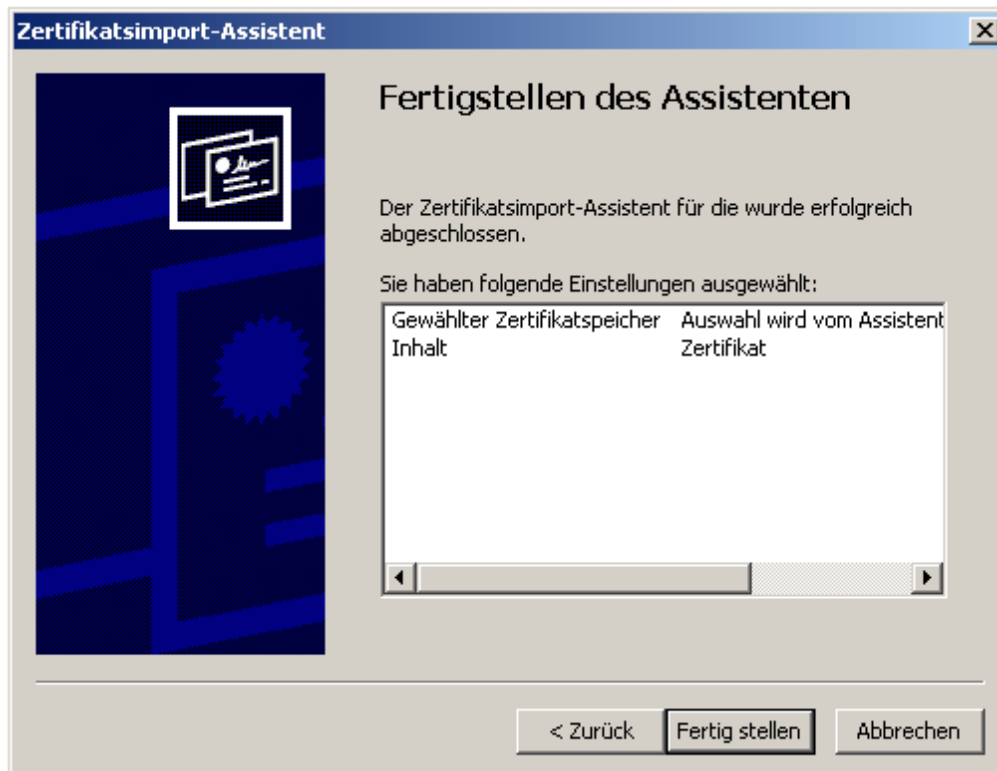 Zertifikatsimport-Assistent
Fertigstellen des Assistenten
Der Zertifikatsimport-Assistent für die wurde erfolgreich
abgeschlossen.
Sie haben folgende Einstellungen ausgewählt:
Gewählter Zertifikatspeicher Auswahl wird vom Assistent
Inhalt Zertifikat
< Zurück Fertig stellen Abbrechen